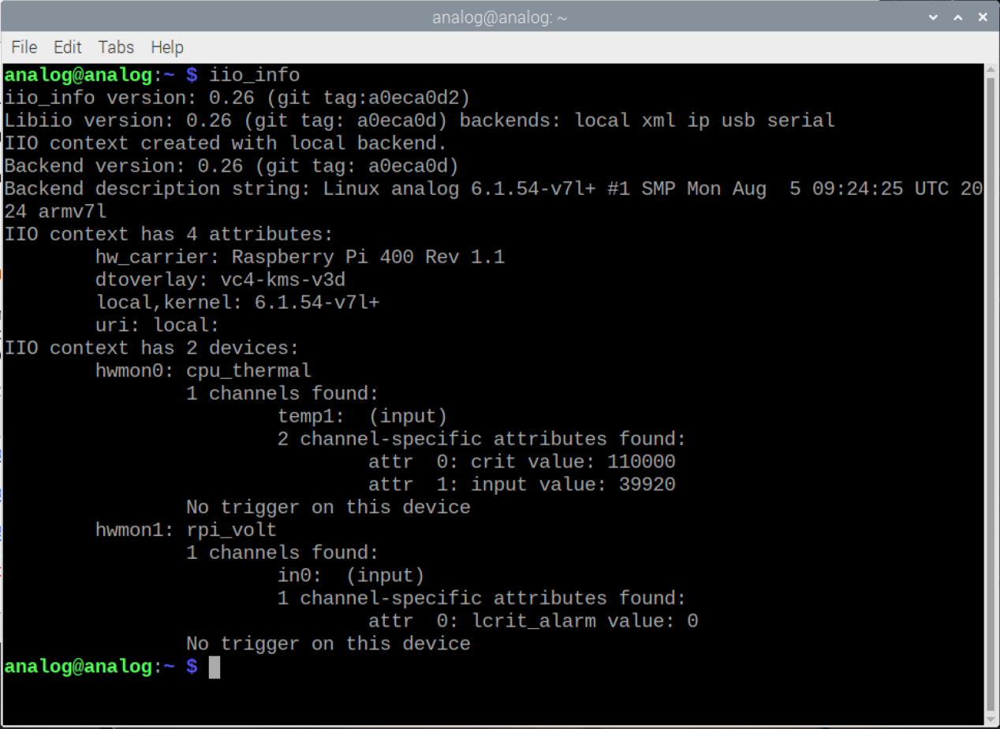 analog@analog: ~
File Edit Tabs Help
analog@analog:~ $ iio_info
iio_info version: 0.26 (git tag:a0eca0d2)
Libiio version: 0.26 (git tag: a0eca0d) backends: local xml ip usb serial
IIO context created with local backend.
Backend version: 0.26 (git tag: a0eca0d)
Backend description string: Linux analog 6.1.54-v7l+ #1 SMP Mon Aug  5 09:24:25 UTC 20
24 armv7l
IIO context has 4 attributes:
        hw_carrier: Raspberry Pi 400 Rev 1.1
        dtoverlay: vc4-kms-v3d
        local,kernel: 6.1.54-v7l+
        uri: local:
IIO context has 2 devices:
        hwmon0: cpu_thermal
                1 channels found:
                        temp1:  (input)
                        2 channel-specific attributes found:
                                attr  0: crit value: 110000
                                attr  1: input value: 39920
                No trigger on this device
        hwmon1: rpi_volt
                1 channels found:
                        in0:  (input)
                        1 channel-specific attributes found:
                                attr  0: lcrit_alarm value: 0
                No trigger on this device
analog@analog:~ $